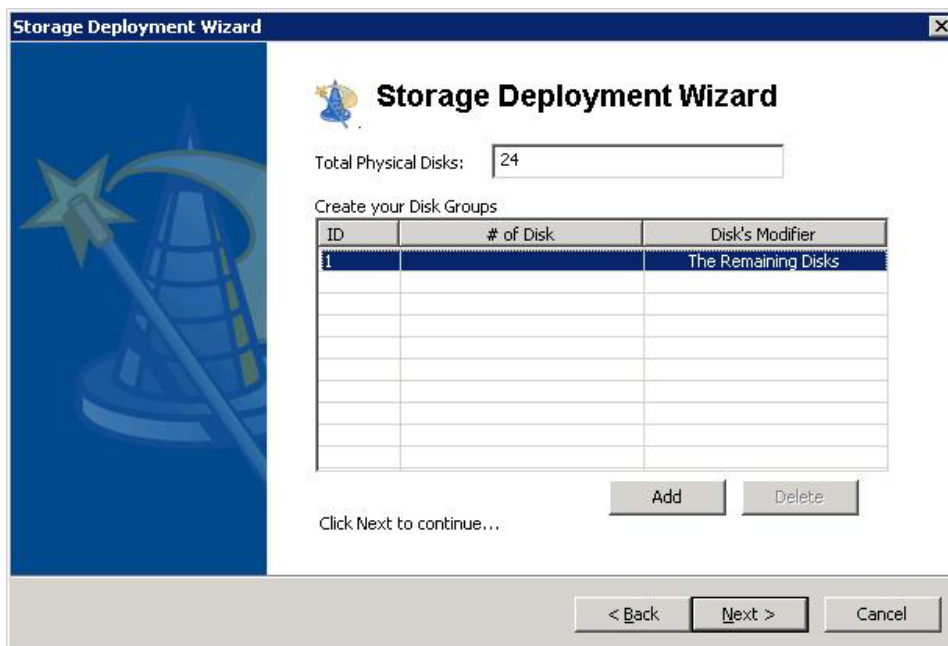 Storage Deployment Wizard
Storage Deployment Wizard
Total Physical Disks: 24
Create your Disk Groups
ID # of Disk Disk's Modifier
1 The Remaining Disks
Add Delete
Click Next to continue...
< Back Next > Cancel